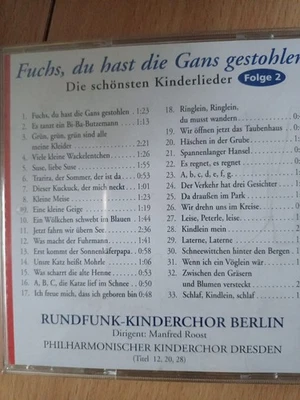 Fuchs, du hast die Gans gestohlen
Die schönsten Kinderlieder Folge 2
1. Fuchs, du hast die Gans gestohlen 1:23
2. Es tanzt ein Bi-Ba-Butzemann 1:13
3. Grün, grün, grün sind alle
meine Kleider 2:21
4. Viele kleine Wackelentchen 1:26
5. Suse, liebe Suse 1:55
6. Trarira, der Sommer, der ist da 0:53
7. Dieser Kuckuck, der mich neckt 1:01
8. Kleine Meise 1:23
9. Eine kleine Geige 1:19
10. Ein Wölkchen schwebt im Blauen 1:44
11. Jetzt fahrn wir übern See
12. Was macht der Fuhrmann
13. Erst kommt der Sonnenkäferpapa
14. Unsre Katz heißt Mohrle 1:06
15. Was scharrt die alte Henne 0:53
16. A, B, C, die Katze lief im Schnee
17. Ich freue mich, dass ich geboren bin 0:48
18. Ringlein, Ringlein,
du musst wandern
19. Wir öffnen jetzt das Taubenhaus
20. Häschen in der Grube
21. Spannenlanger Hansel
22. Es regnet, es regnet
23. A, b, c, d, e, f, g
24. Der Verkehr hat drei Gesichter
25. Da draußen im Park
26. Wir drehn uns im Kreise
27. Leise, Peterle, leise
28. Kindlein mein
29. Laterne, Laterne
30. Schneewittchen hinter den Bergen
31. Wenn ich ein Vöglein wär
32. Zwischen den Gräsern
und Blumen versteckt
33. Schlaf, Kindlein, schlaf
RUNDFUNK-KINDERCHOR BERLIN
Dirigent: Manfred Roost
PHILHARMONISCHER KINDERCHOR DRESDEN
(Titel 12, 20, 28)